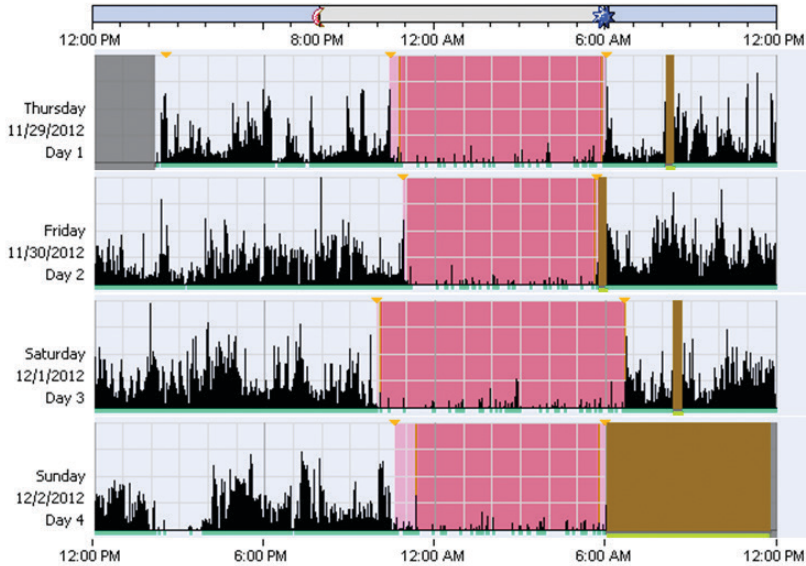 12:00 PM 8:00 PM 12:00 AM 6:00 AM 12:00 PM
Thursday
11/29/2012
Day 1
Friday
11/30/2012
Day 2
Saturday
12/1/2012
Day 3
Sunday
12/2/2012
Day 4
12:00 PM 6:00 PM 12:00 AM 6:00 AM 12:00 PM